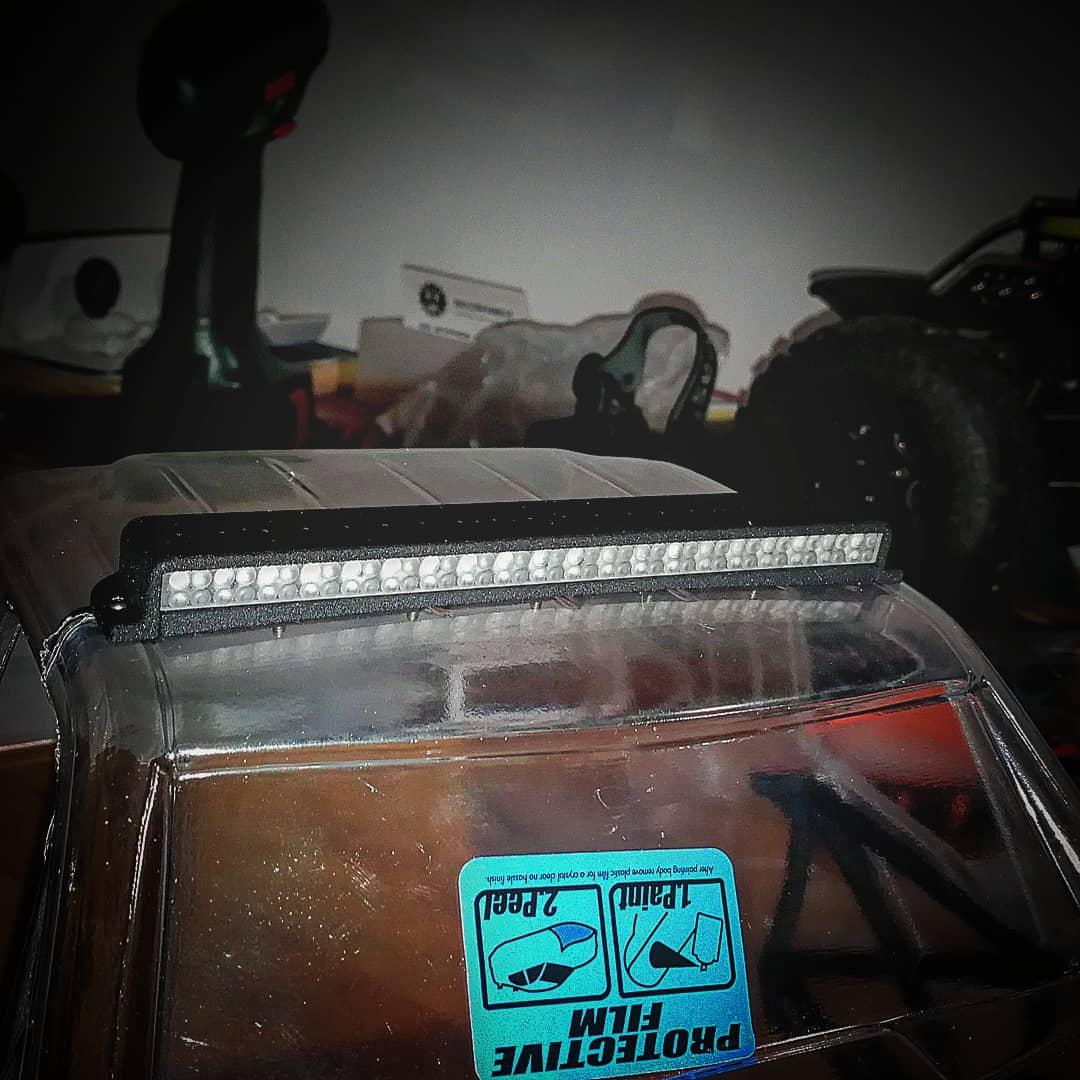 PROTECTIVE
FILM
1.Paint
2.Peel
After painting body remove plastic film for a crystal clear no hassle finish.